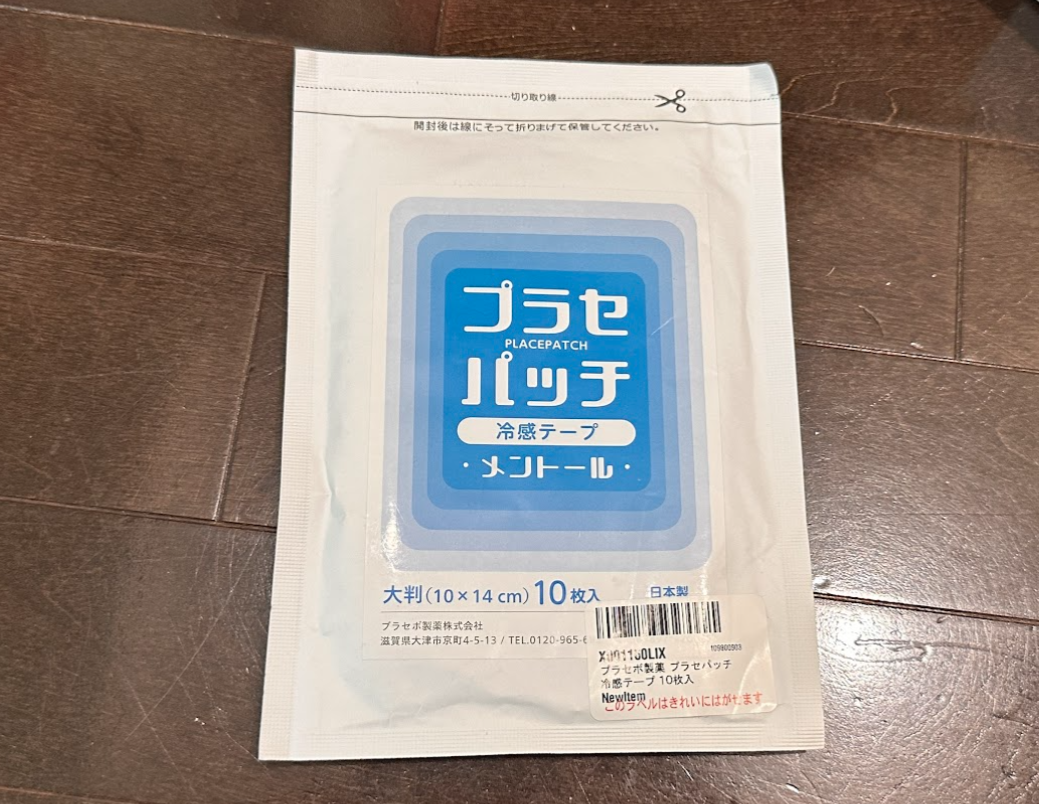 切り取り線
開封後は線にそって折りまげて保管してください。
プラセ
PLACEPATCH
パッチ
冷感テープ
・メントール・
大判(10×14 cm)10枚入
日本製
プラセボ製薬株式会社
滋賀県大津市京町4-5-13 / TEL.0120-965-6
109800903
プラセボ製薬 プラセパッチ
冷感テープ 10枚入
NewItem
このラベルはきれいにはがせます